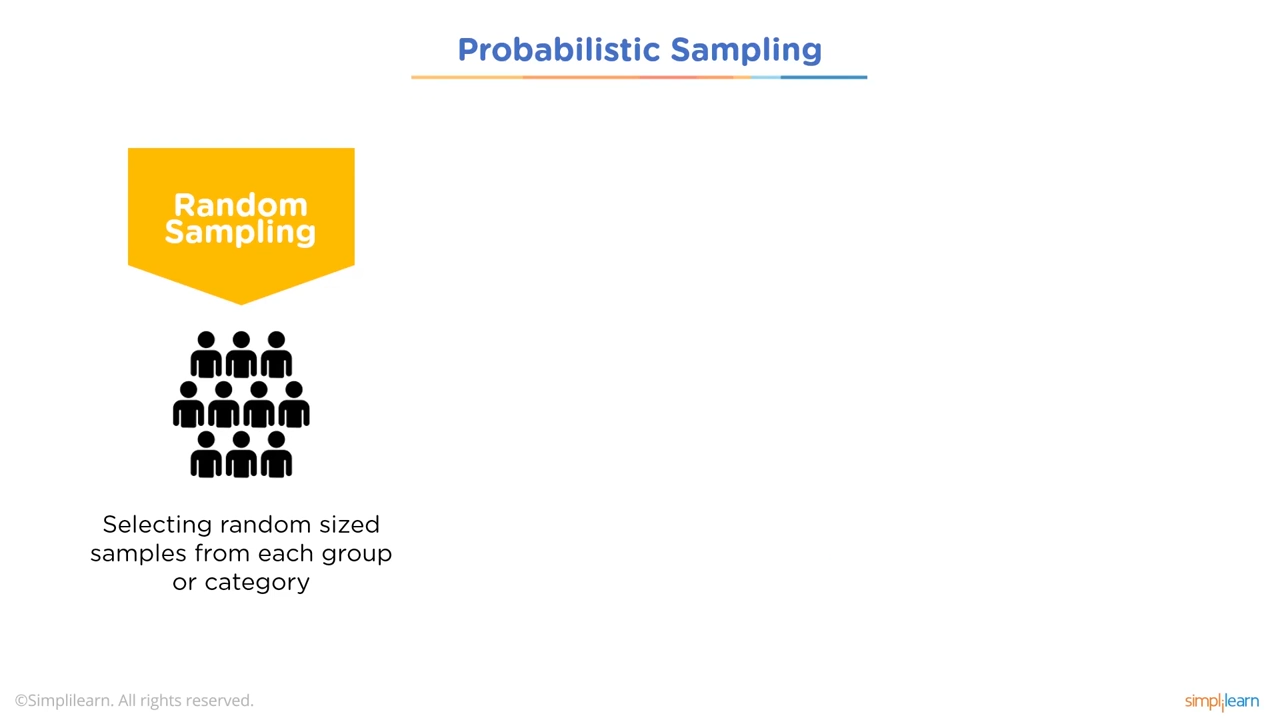 Probabilistic Sampling
Random
Sampling
Selecting random sized
samples from each group
or category
©Simplilearn. All rights reserved.
simplilearn